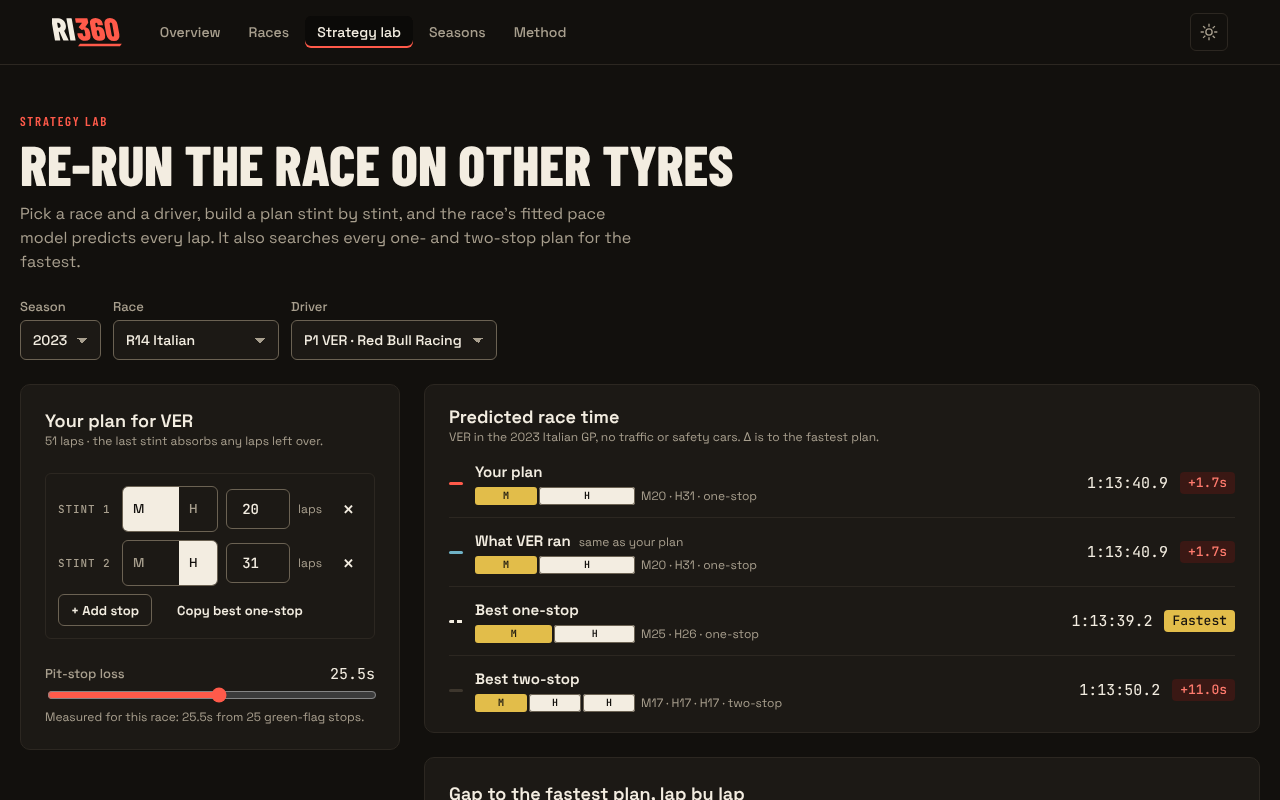 RI360
Overview
Races
Strategy lab
Seasons
Method
STRATEGY LAB
RE-RUN THE RACE ON OTHER TYRES
Pick a race and a driver, build a plan stint by stint, and the race's fitted pace
model predicts every lap. It also searches every one- and two-stop plan for the
fastest.
Season
Race
Driver
2023
R14 Italian
P1 VER · Red Bull Racing
Your plan for VER
51 laps · the last stint absorbs any laps left over.
STINT 1 M H 20 laps ×
STINT 2 M H 31 laps ×
+ Add stop
Copy best one-stop
Pit-stop loss
25.5s
Measured for this race: 25.5s from 25 green-flag stops.
Predicted race time
VER in the 2023 Italian GP, no traffic or safety cars. Δ is to the fastest plan.
Your plan
M H M20 · H31 · one-stop
1:13:40.9 +1.7s
What VER ran same as your plan
M H M20 · H31 · one-stop
1:13:40.9 +1.7s
Best one-stop
M H M25 · H26 · one-stop
1:13:39.2 Fastest
Best two-stop
M H H M17 · H17 · H17 · two-stop
1:13:50.2 +11.0s
Gap to the fastest plan, lap by lap